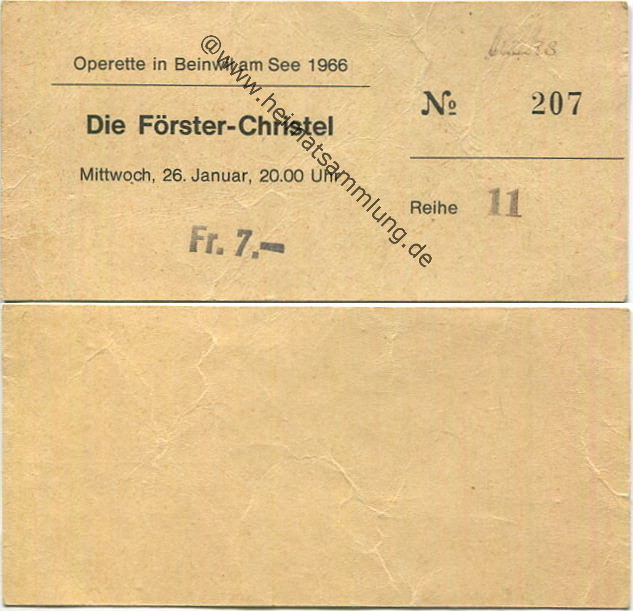 Operette in Beinwil am See 1966
Die Förster-Christel
Mittwoch, 26. Januar, 20.00 Uhr
Fr. 7.—
№ 207
Reihe 11
@www.heimatsammlung.de